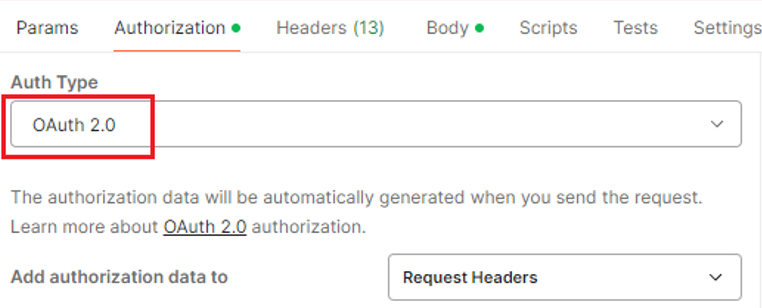 Params Authorization Headers (13) Body Scripts Tests Settings
Auth Type
OAuth 2.0
The authorization data will be automatically generated when you send the request.
Learn more about OAuth 2.0 authorization.
Add authorization data to Request Headers